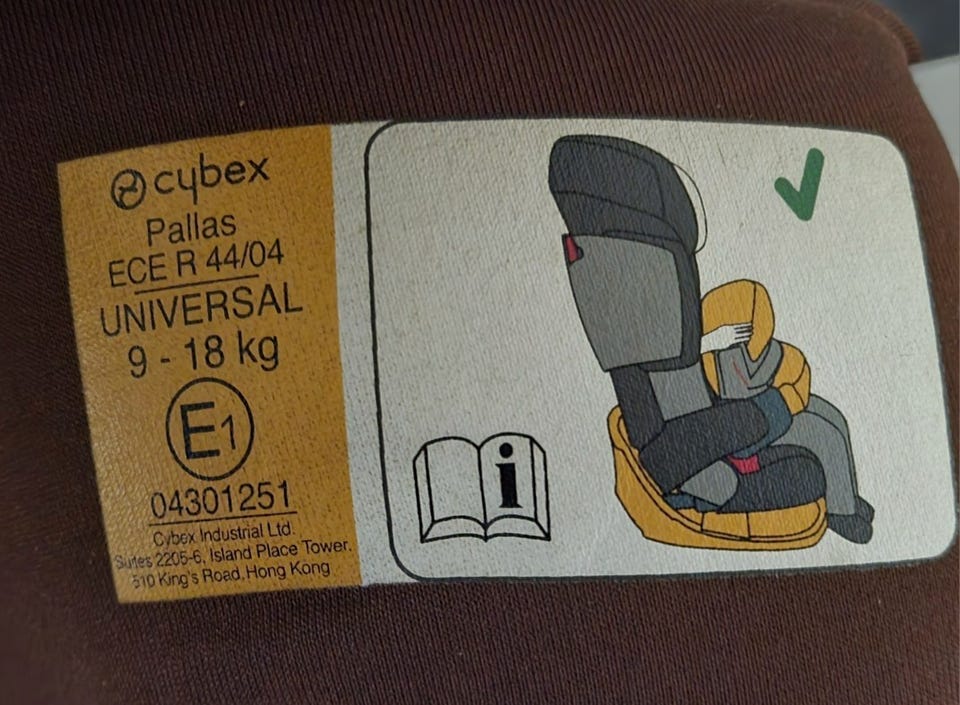 cybex
Pallas
ECE R 44/04
UNIVERSAL
9 - 18 kg
E1
04301251
Cybex Industrial Ltd.
Suites 2205-6, Island Place Tower.
510 King's Road, Hong Kong
i